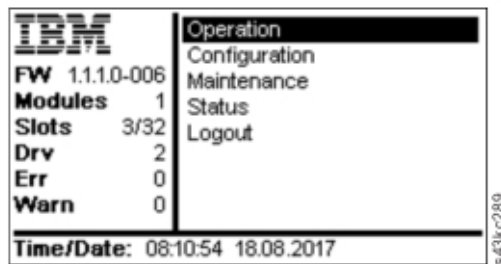 IBM
FW 1.1.1.0-006
Modules 1
Slots 3/32
Drv 2
Err 0
Warn 0
Operation
Configuration
Maintenance
Status
Logout
Time/Date: 08:10:54 18.08.2017
a43kc289